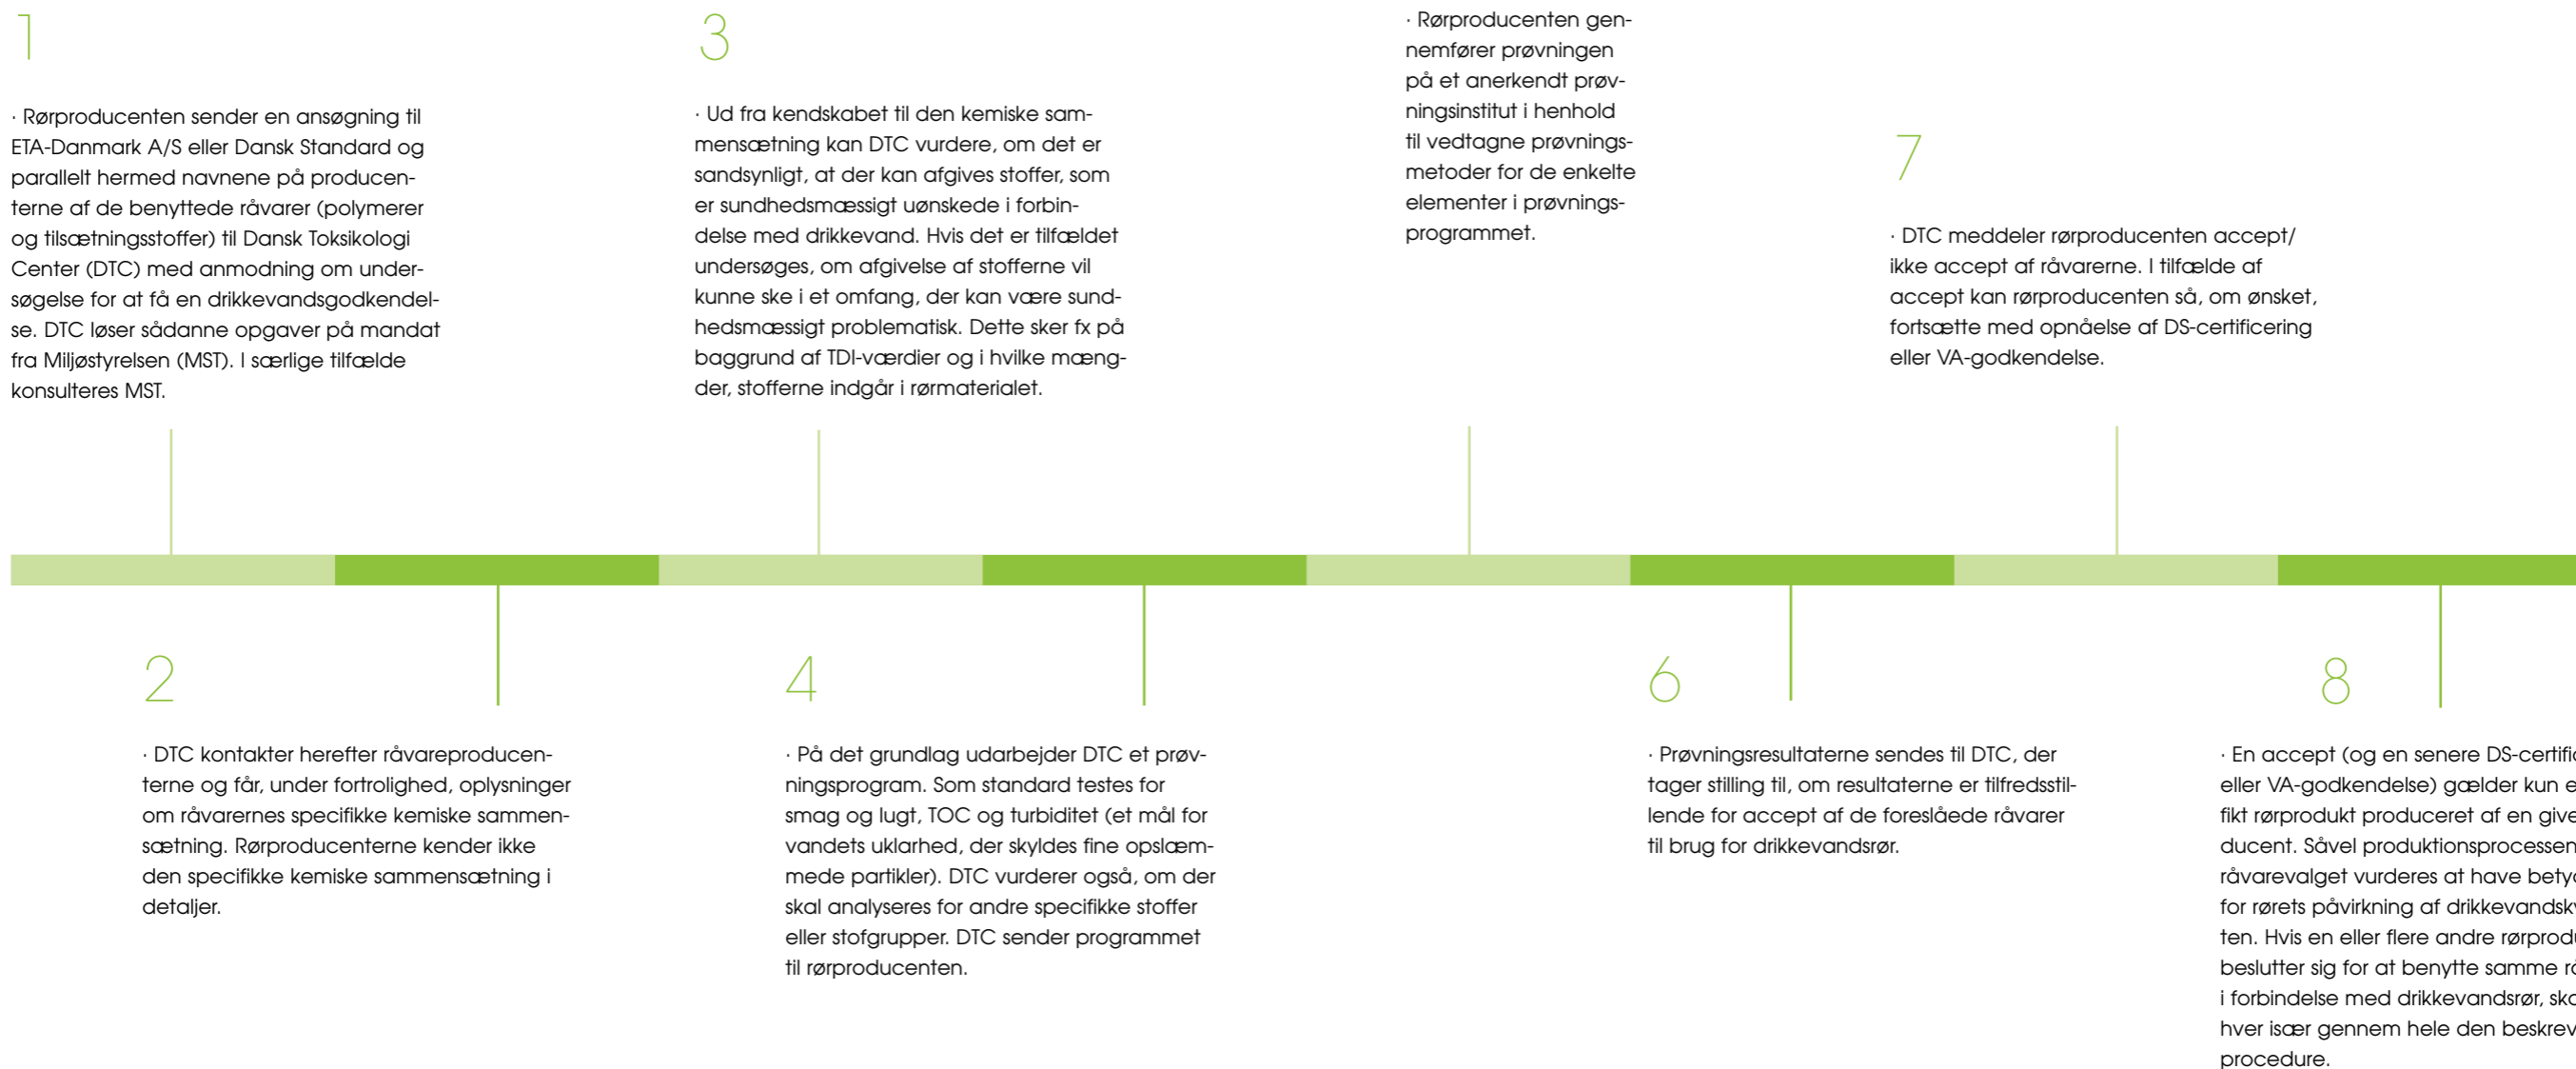 1
· Rørproducenten sender en ansøgning til
ETA-Danmark A/S eller Dansk Standard og
parallelt hermed navnene på producen-
terne af de benyttede råvarer (polymerer
og tilsætningsstoffer) til Dansk Toksikologi
Center (DTC) med anmodning om under-
søgelse for at få en drikkevandsgodkendel-
se. DTC løser sådanne opgaver på mandat
fra Miljøstyrelsen (MST). I særlige tilfælde
konsulteres MST.
2
· DTC kontakter herefter råvareproducen-
terne og får, under fortrolighed, oplysninger
om råvarernes specifikke kemiske sammen-
sætning. Rørproducenterne kender ikke
den specifikke kemiske sammensætning i
detaljer.
3
· Ud fra kendskabet til den kemiske sam-
mensætning kan DTC vurdere, om det er
sandsynligt, at der kan afgives stoffer, som
er sundhedsmæssigt uønskede i forbin-
delse med drikkevand. Hvis det er tilfældet
undersøges, om afgivelse af stofferne vil
kunne ske i et omfang, der kan være sund-
hedsmæssigt problematisk. Dette sker fx på
baggrund af TDI-værdier og i hvilke mæng-
der, stofferne indgår i rørmaterialet.
4
· På det grundlag udarbejder DTC et prøv-
ningsprogram. Som standard testes for
smag og lugt, TOC og turbiditet (et mål for
vandets uklarhed, der skyldes fine opslæm-
mede partikler). DTC vurderer også, om der
skal analyseres for andre specifikke stoffer
eller stofgrupper. DTC sender programmet
til rørproducenten.
· Rørproducenten gen-
nemfører prøvningen
på et anerkendt prøv-
ningsinstitut i henhold
til vedtagne prøvnings-
metoder for de enkelte
elementer i prøvnings-
programmet.
6
· Prøvningsresultaterne sendes til DTC, der
tager stilling til, om resultaterne er tilfredsstil-
lende for accept af de foreslåede råvarer
til brug for drikkevandsrør.
7
· DTC meddeler rørproducenten accept/
ikke accept af råvarerne. I tilfælde af
accept kan rørproducenten så, om ønsket,
fortsætte med opnåelse af DS-certificering
eller VA-godkendelse.
8
· En accept (og en senere DS-certific
eller VA-godkendelse) gælder kun e
fikt rørprodukt produceret af en give
ducent. Såvel produktionsprocessen
råvarevalget vurderes at have betyd
for rørets påvirkning af drikkevandskv
ten. Hvis en eller flere andre rørprodu
beslutter sig for at benytte samme rå
i forbindelse med drikkevandsrør, ska
hver især gennem hele den beskrev
procedure.